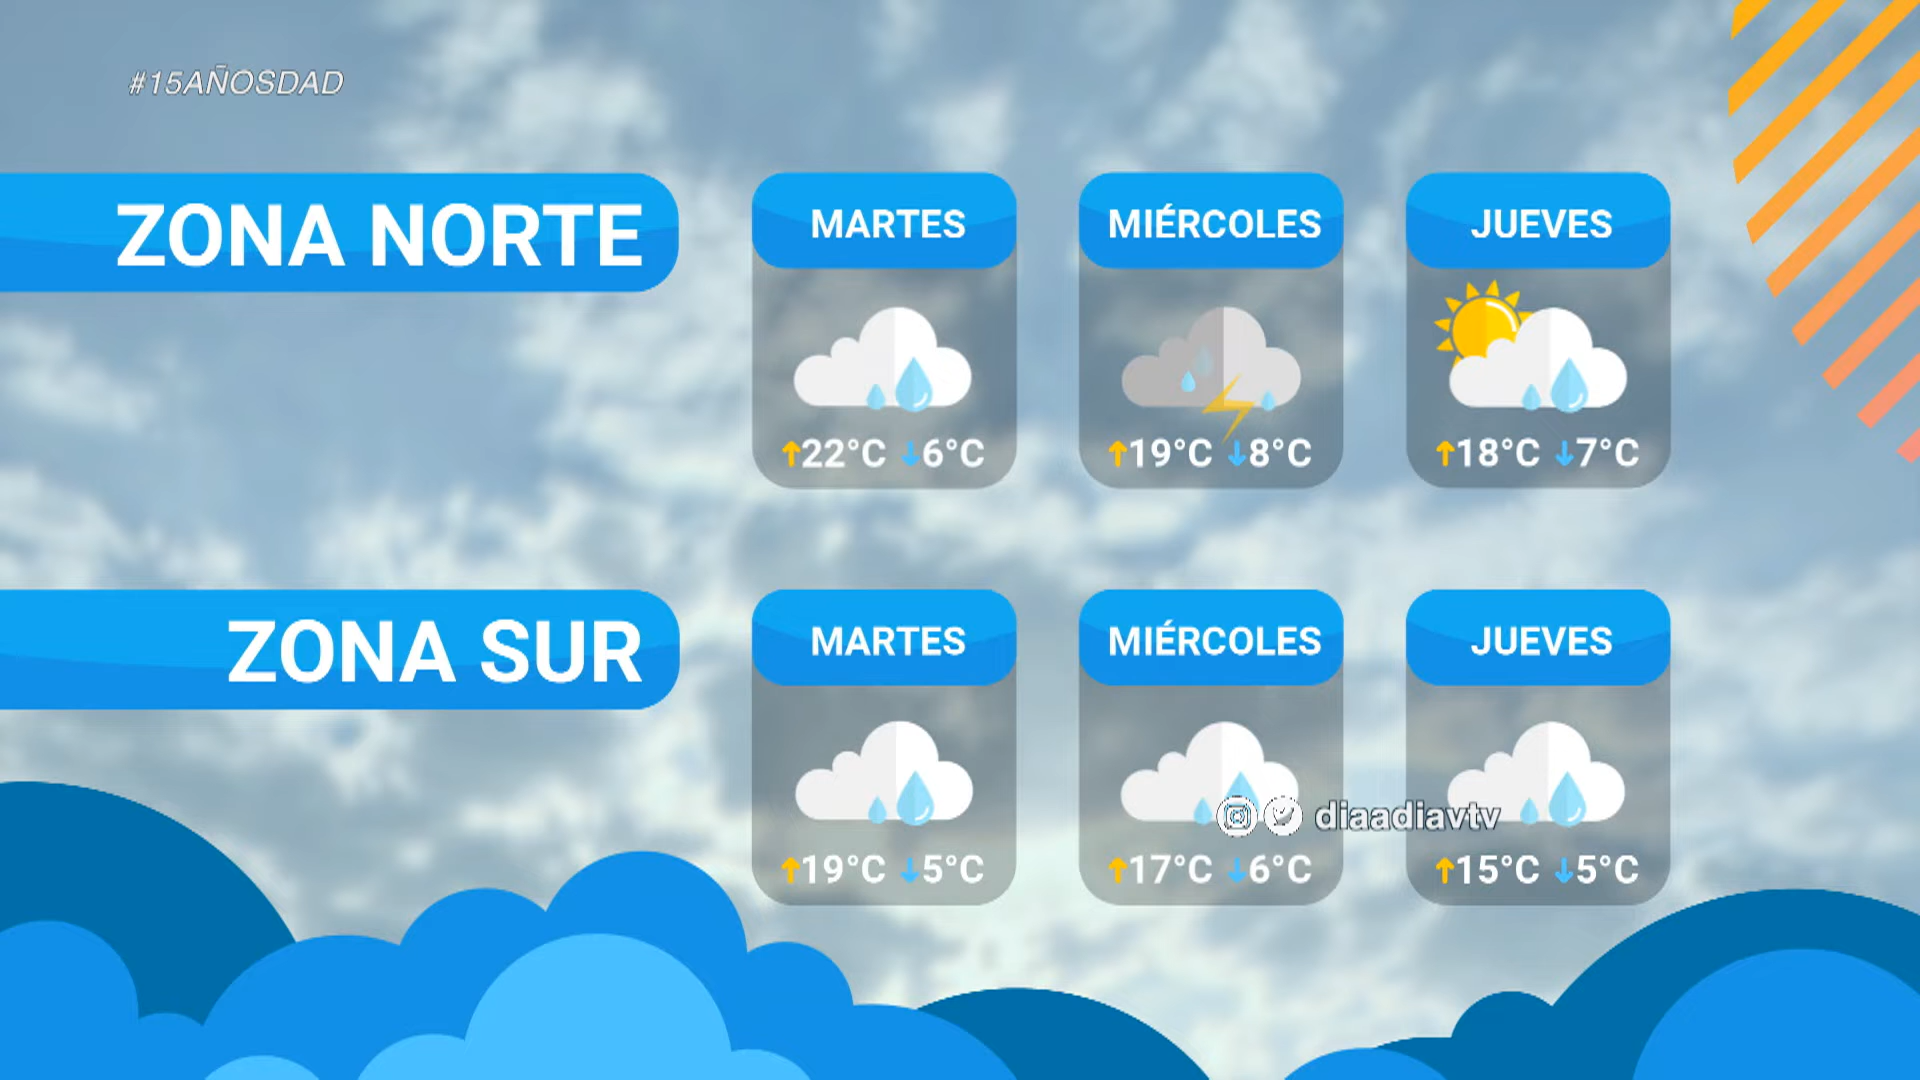 #15AÑOSDAD
ZONA NORTE
MARTES
MIÉRCOLES
JUEVES
22°C 6°C
19°C 8°C
18°C 7°C
ZONA SUR
MARTES
MIÉRCOLES
JUEVES
diaadiavtv
19°C 5°C
17°C 6°C
15°C 5°C